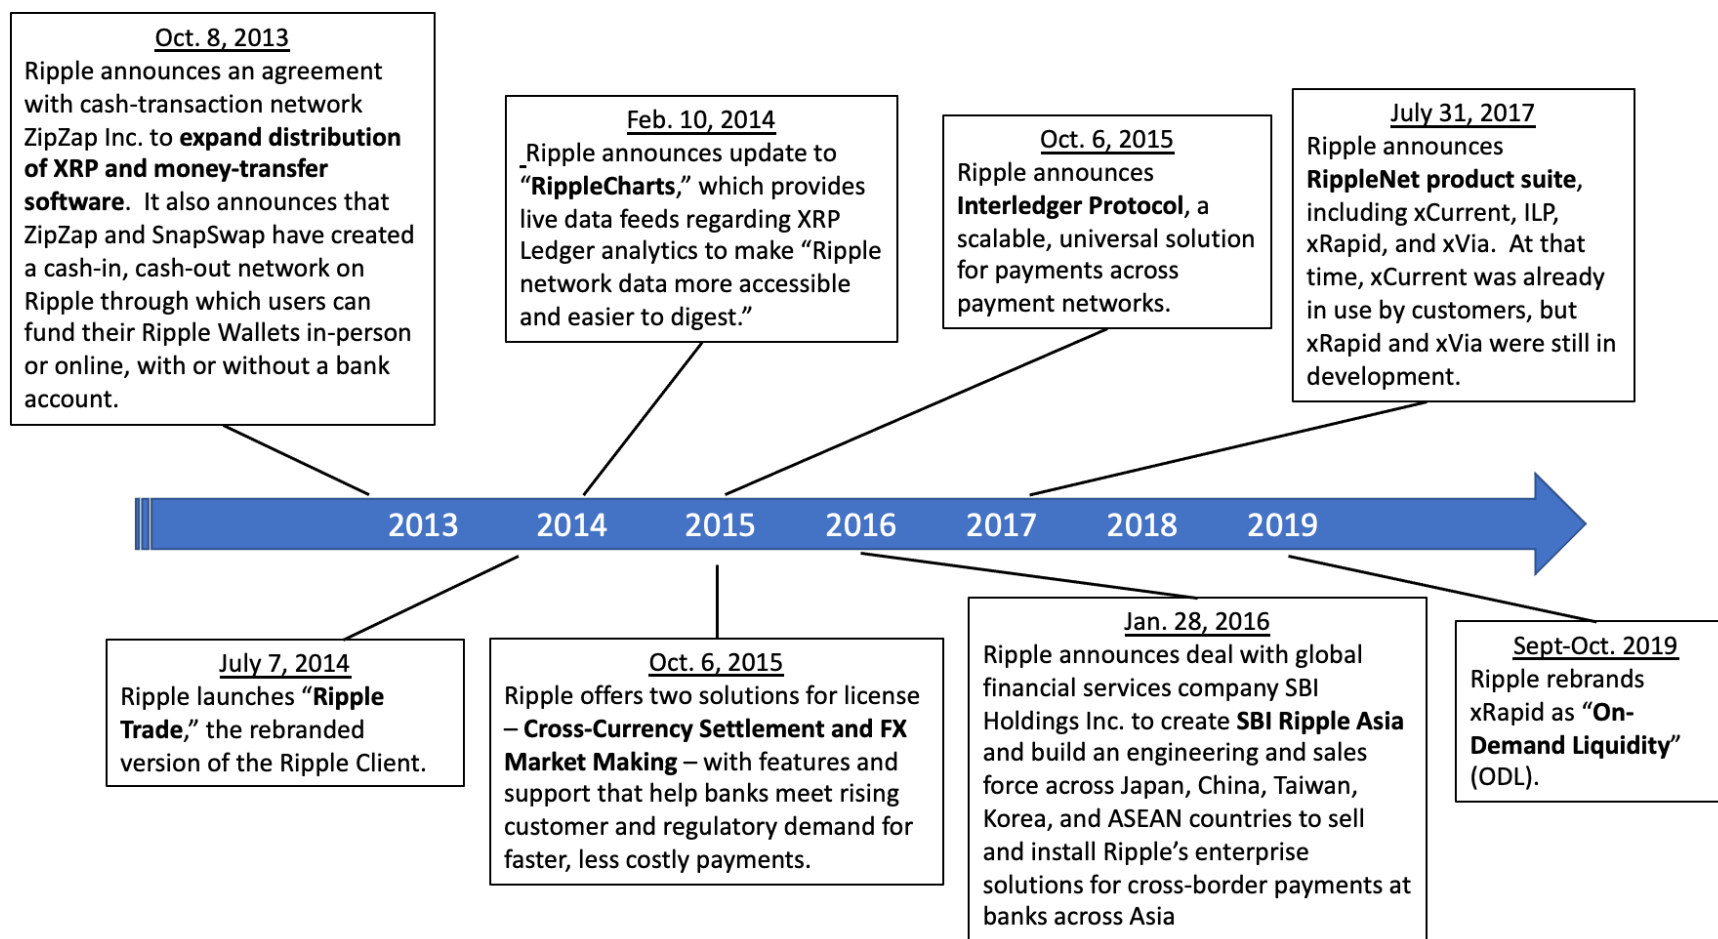 Oct. 8, 2013
Ripple announces an agreement
with cash-transaction network
ZipZap Inc. to expand distribution
of XRP and money-transfer
software.  It also announces that
ZipZap and SnapSwap have created
a cash-in, cash-out network on
Ripple through which users can
fund their Ripple Wallets in-person
or online, with or without a bank
account.
Feb. 10, 2014
Ripple announces update to
“RippleCharts,” which provides
live data feeds regarding XRP
Ledger analytics to make “Ripple
network data more accessible
and easier to digest.”
Oct. 6, 2015
Ripple announces
Interledger Protocol, a
scalable, universal solution
for payments across
payment networks.
July 31, 2017
Ripple announces
RippleNet product suite,
including xCurrent, ILP,
xRapid, and xVia.  At that
time, xCurrent was already
in use by customers, but
xRapid and xVia were still in
development.
2013 2014 2015 2016 2017 2018 2019
July 7, 2014
Ripple launches “Ripple
Trade,” the rebranded
version of the Ripple Client.
Oct. 6, 2015
Ripple offers two solutions for license
– Cross-Currency Settlement and FX
Market Making – with features and
support that help banks meet rising
customer and regulatory demand for
faster, less costly payments.
Jan. 28, 2016
Ripple announces deal with global
financial services company SBI
Holdings Inc. to create SBI Ripple Asia
and build an engineering and sales
force across Japan, China, Taiwan,
Korea, and ASEAN countries to sell
and install Ripple’s enterprise
solutions for cross-border payments at
banks across Asia
Sept-Oct. 2019
Ripple rebrands
xRapid as “On-
Demand Liquidity”
(ODL).